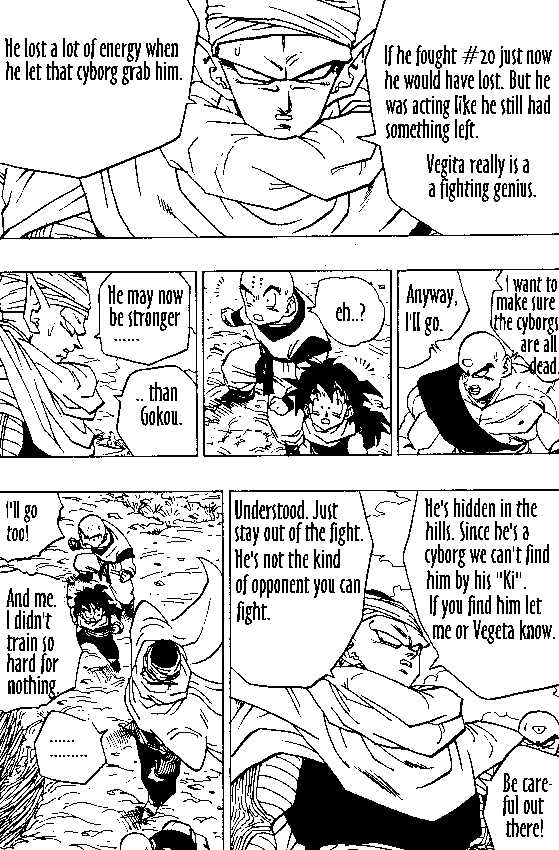 If he fought #20 just now
he would have lost. But he
was acting like he still had
something left.
Vegita really is a
a fighting genius.
He lost a lot of energy when
he let that cyborg grab him.
I want to
make sure
the cyborgs
are all
dead.
Anyway,
I'll go.
eh..?
He may now
be stronger
......
.. than
Gokou.
He's hidden in the
hills. Since he's a
cyborg we can't find
him by his "Ki".
If you find him let
me or Vegeta know.
Understood. Just
stay out of the fight.
He's not the kind
of opponent you can
fight.
Be care-
ful out
there!
I'll go
too!
And me.
I didn't
train so
hard for
nothing.
......
.........